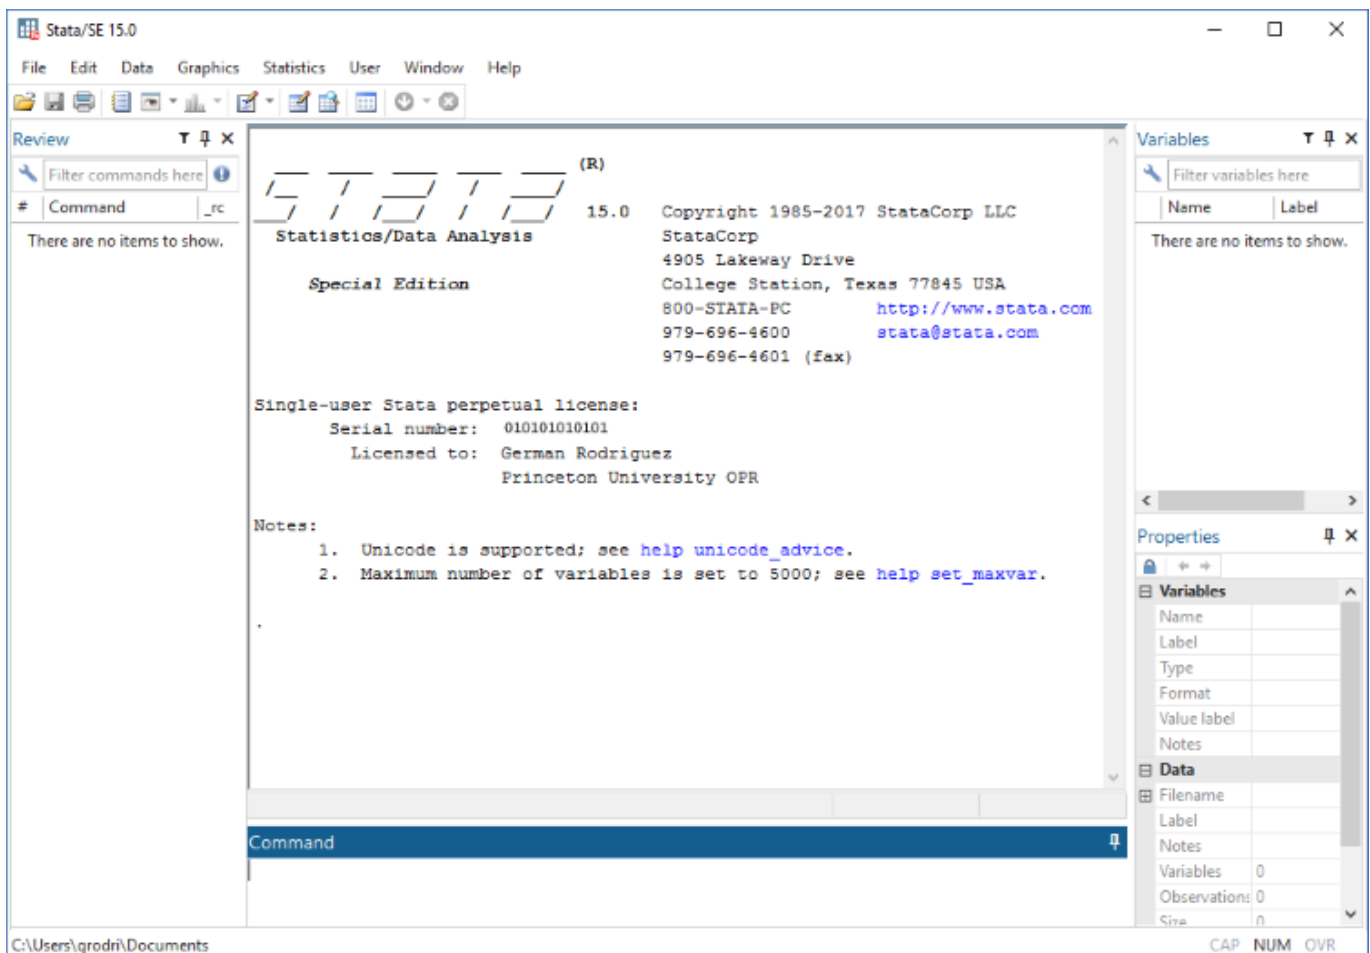 Stata/SE 15.0
File Edit Data Graphics Statistics User Window Help
Review
Filter commands here
# Command _rc
There are no items to show.
STATA (R)
15.0 Copyright 1985-2017 StataCorp LLC
Statistics/Data Analysis StataCorp
4905 Lakeway Drive
Special Edition College Station, Texas 77845 USA
800-STATA-PC http://www.stata.com
979-696-4600 stata@stata.com
979-696-4601 (fax)
Single-user Stata perpetual license:
Serial number: 010101010101
Licensed to: German Rodriguez
Princeton University OPR
Notes:
1. Unicode is supported; see help unicode_advice.
2. Maximum number of variables is set to 5000; see help set_maxvar.
.
Command
Variables
Filter variables here
Name Label
There are no items to show.
Properties
Variables
Name
Label
Type
Format
Value label
Notes
Data
Filename
Label
Notes
Variables 0
Observations 0
Size 0
C:\Users\grodri\Documents
CAP NUM OVR